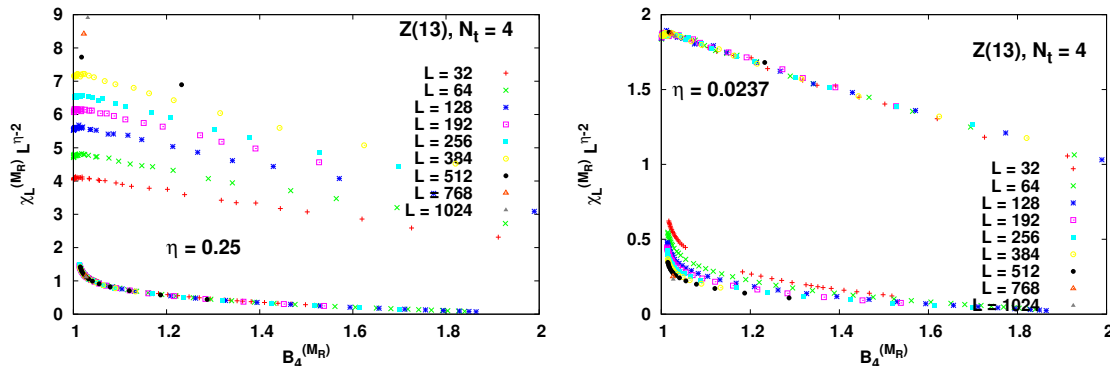 9
8
7
6
5
4
3
2
1
0
χ_L^(M_R) L^η-2
Z(13), N_t = 4
L = 32
L = 64
L = 128
L = 192
L = 256
L = 384
L = 512
L = 768
L = 1024
η = 0.25
1 1.2 1.4 1.6 1.8 2
B_4^(M_R)
2
1.5
1
0.5
0
χ_L^(M_R) L^η-2
Z(13), N_t = 4
η = 0.0237
L = 32
L = 64
L = 128
L = 192
L = 256
L = 384
L = 512
L = 768
L = 1024
1 1.2 1.4 1.6 1.8 2
B_4^(M_R)